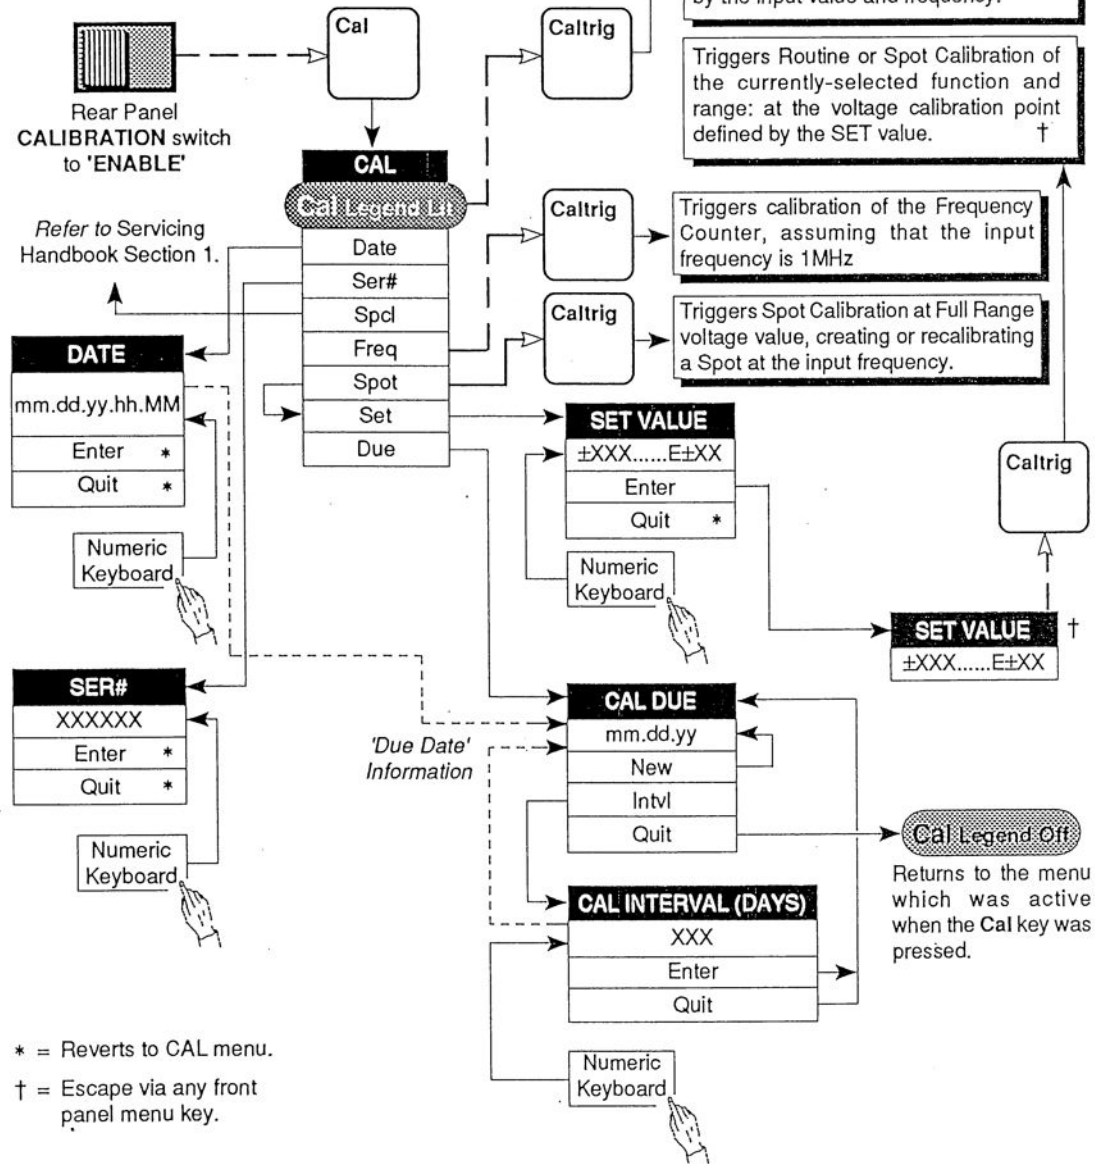 by the input value and frequency.
Cal
Caltrig
Rear Panel
CALIBRATION switch
to 'ENABLE'
Triggers Routine or Spot Calibration of
the currently-selected function and
range: at the voltage calibration point
defined by the SET value. †
CAL
Cal Legend Lit
Date
Ser#
Spcl
Freq
Spot
Set
Due
Refer to Servicing
Handbook Section 1.
Caltrig
Triggers calibration of the Frequency
Counter, assuming that the input
frequency is 1MHz
Caltrig
Triggers Spot Calibration at Full Range
voltage value, creating or recalibrating
a Spot at the input frequency.
DATE
mm.dd.yy.hh.MM
Enter *
Quit *
Numeric
Keyboard
SET VALUE
±XXX......E±XX
Enter
Quit *
Numeric
Keyboard
Caltrig
SET VALUE †
±XXX......E±XX
SER#
XXXXXX
Enter *
Quit *
Numeric
Keyboard
'Due Date'
Information
CAL DUE
mm.dd.yy
New
Intvl
Quit
Cal Legend Off
Returns to the menu
which was active
when the Cal key was
pressed.
CAL INTERVAL (DAYS)
XXX
Enter
Quit
Numeric
Keyboard
* = Reverts to CAL menu.
† = Escape via any front
panel menu key.